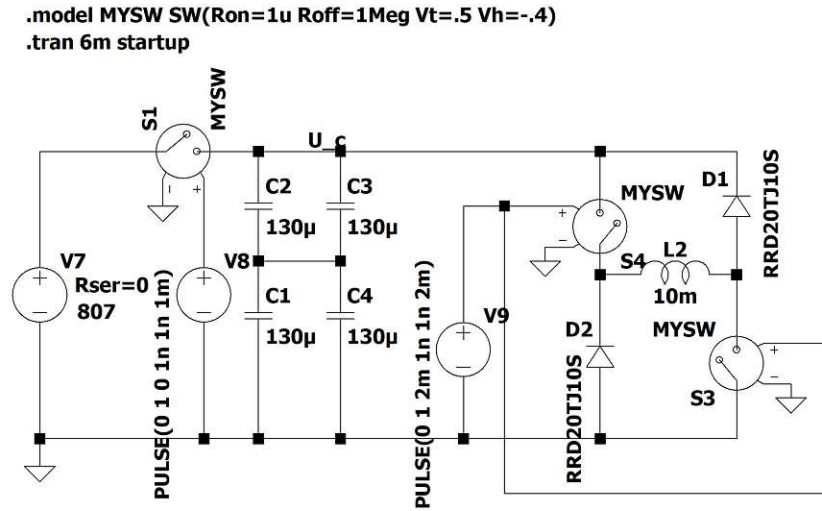 .model MYSW SW(Ron=1u Roff=1Meg Vt=.5 Vh=-.4)
.tran 6m startup
S1
MYSW
U_c
C2
130µ
C3
130µ
V7
Rser=0
807
V8
PULSE(0 1 0 1n 1n 1m)
C1
130µ
C4
130µ
V9
PULSE(0 1 2m 1n 1n 2m)
MYSW
S4
D1
RRD20TJ10S
L2
10m
D2
RRD20TJ10S
MYSW
S3